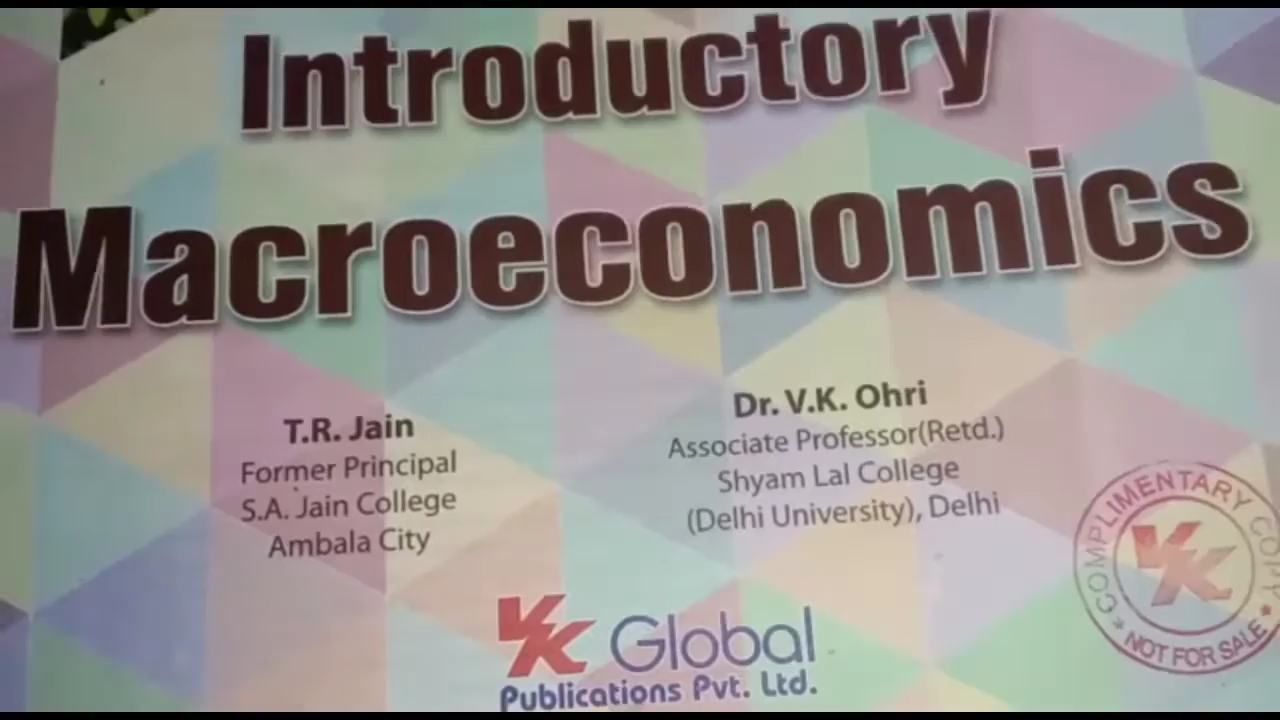 Introductory
Macroeconomics
T.R. Jain
Former Principal
S.A. Jain College
Ambala City
Dr. V.K. Ohri
Associate Professor(Retd.)
Shyam Lal College
(Delhi University), Delhi
VK Global
Publications Pvt. Ltd.
COMPLIMENTARY COPY
VK
* NOT FOR SALE *